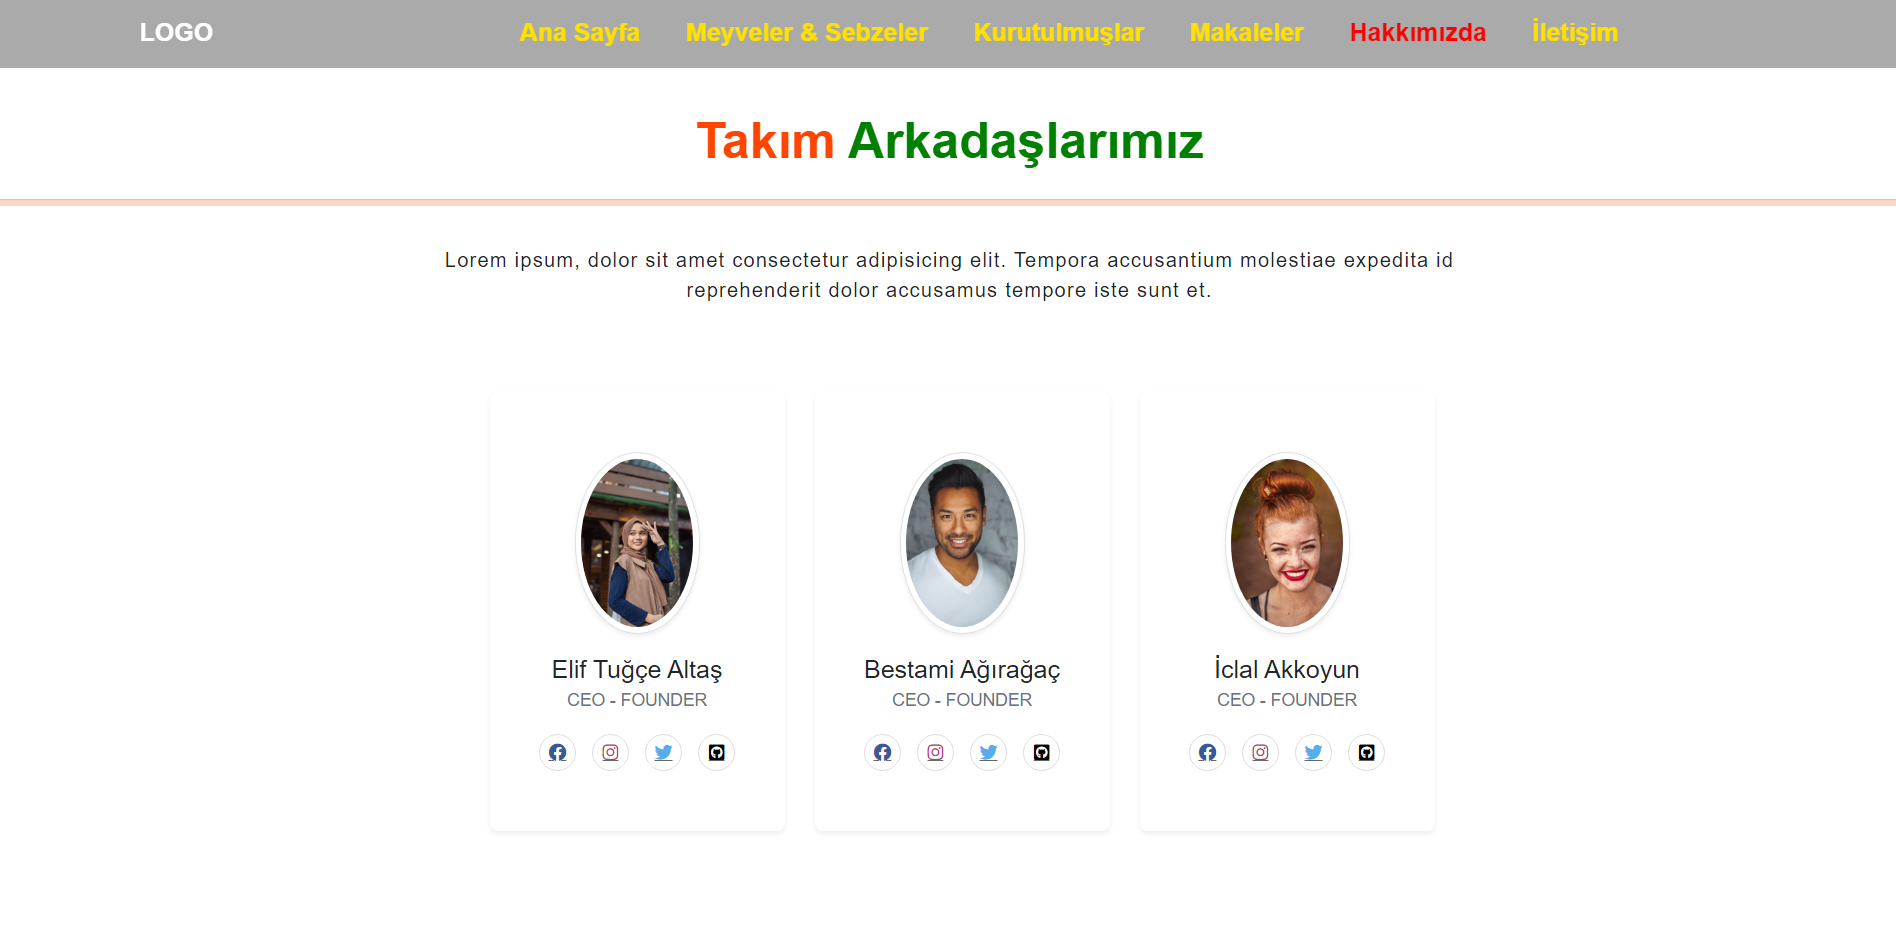 LOGO Ana Sayfa Meyveler & Sebzeler Kurutulmuşlar Makaleler Hakkımızda İletişim
Takım Arkadaşlarımız
Lorem ipsum, dolor sit amet consectetur adipisicing elit. Tempora accusantium molestiae expedita id
reprehenderit dolor accusamus tempore iste sunt et.
Elif Tuğçe Altaş
CEO - FOUNDER
Bestami Ağırağaç
CEO - FOUNDER
İclal Akkoyun
CEO - FOUNDER